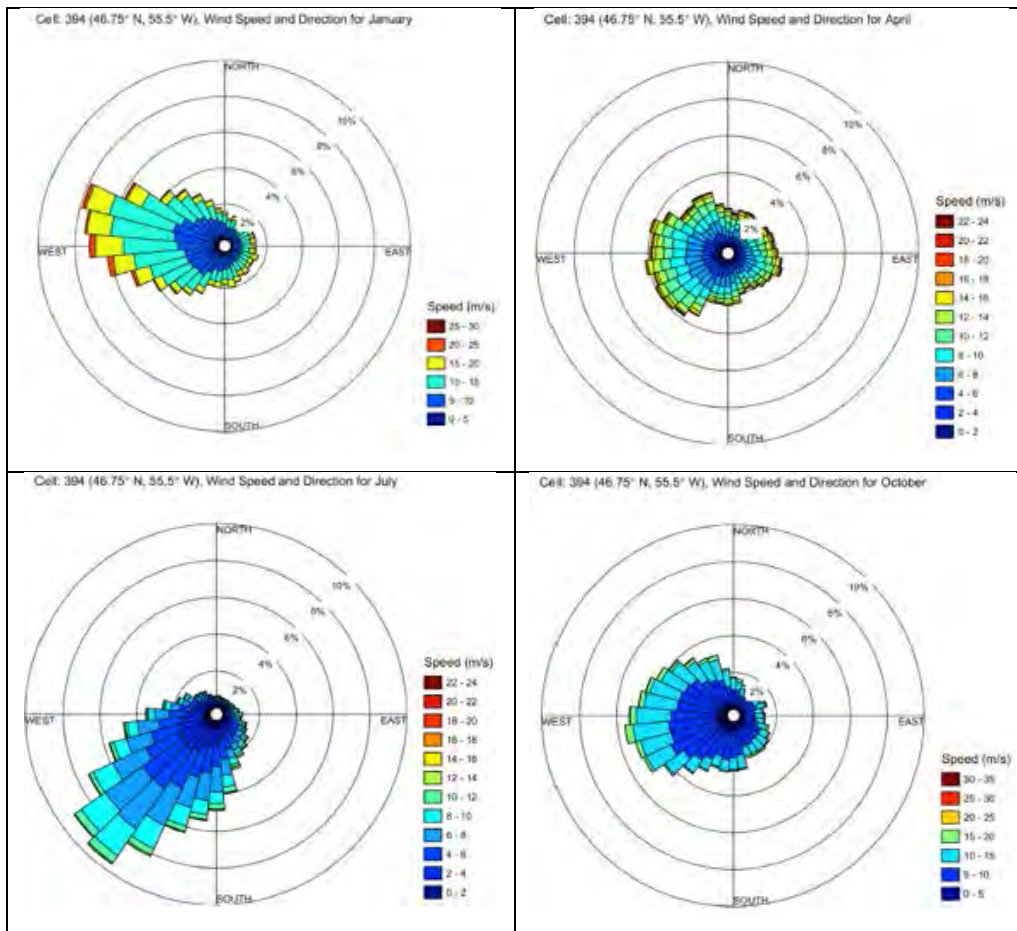 Cell: 394 (46.75° N, 55.5° W), Wind Speed and Direction for January
NORTH
10%
8%
6%
4%
2%
WEST
EAST
SOUTH
Speed (m/s)
25 - 30
20 - 25
15 - 20
10 - 15
5 - 10
0 - 5
Cell: 394 (46.75° N, 55.5° W), Wind Speed and Direction for April
NORTH
10%
8%
6%
4%
2%
WEST
EAST
SOUTH
Speed (m/s)
22 - 24
20 - 22
18 - 20
16 - 18
14 - 16
12 - 14
10 - 12
8 - 10
6 - 8
4 - 6
2 - 4
0 - 2
Cell: 394 (46.75° N, 55.5° W), Wind Speed and Direction for July
NORTH
10%
8%
6%
4%
2%
WEST
EAST
SOUTH
Speed (m/s)
22 - 24
20 - 22
18 - 20
16 - 18
14 - 16
12 - 14
10 - 12
8 - 10
6 - 8
4 - 6
2 - 4
0 - 2
Cell: 394 (46.75° N, 55.5° W), Wind Speed and Direction for October
NORTH
10%
8%
6%
4%
2%
WEST
EAST
SOUTH
Speed (m/s)
30 - 35
25 - 30
20 - 25
15 - 20
10 - 15
5 - 10
0 - 5